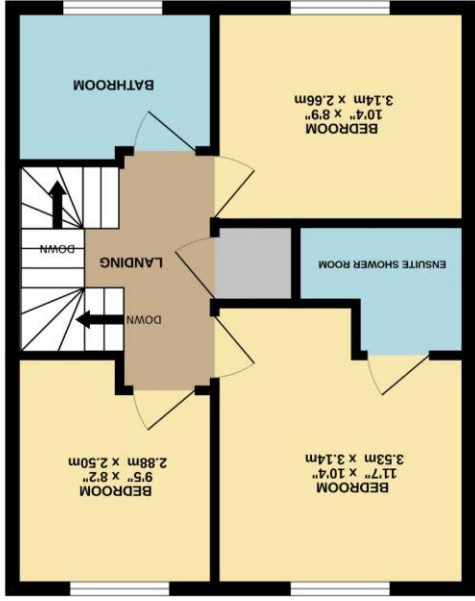 BEDROOM
11'7" x 10'4"
3.53m x 3.14m
BEDROOM
9'5" x 8'2"
2.88m x 2.50m
DOWN
ENSUITE SHOWER ROOM
LANDING
DOWN
BEDROOM
10'4" x 8'9"
3.14m x 2.66m
BATHROOM